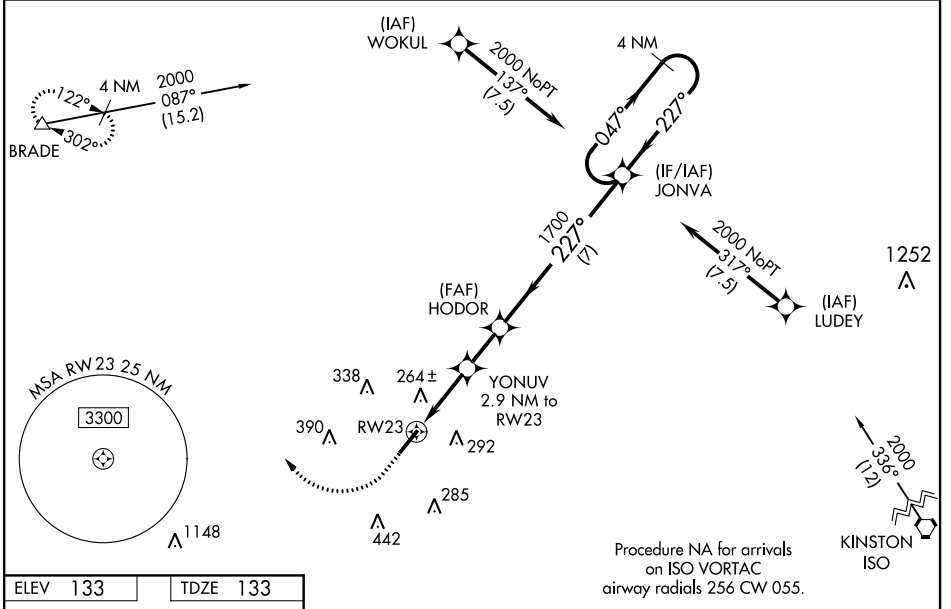 (IAF)
WOKUL
2000 NoPT
137°
(7.5)
4 NM
047°
227°
(IF/IAF)
JONVA
122°
302°
4 NM
2000
087°
(15.2)
BRADE
1700
227°
(7)
2000 NoPT
317°
(7.5)
(IAF)
LUDEY
1252
(FAF)
HODOR
YONUV
2.9 NM to
RW23
338
264±
390
RW23
292
285
442
MSA RW23 25 NM
3300
1148
2000
336°
(12)
KINSTON
ISO
Procedure NA for arrivals
on ISO VORTAC
airway radials 256 CW 055.
ELEV 133
TDZE 133